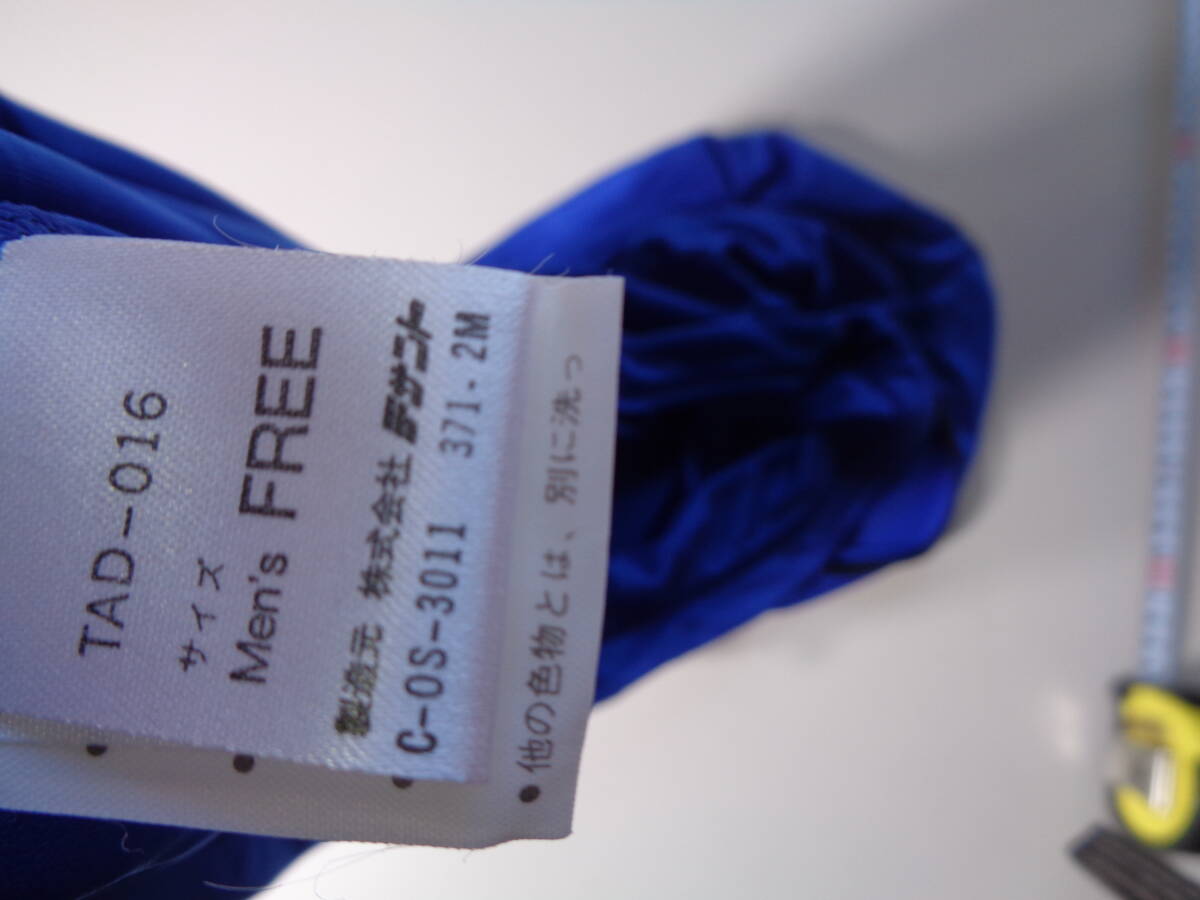 TAD-016
サイズ
Men's FREE
製造元 株式会社 デサント
C-OS-3011 371・2M
• 他の色物とは、別に洗っ